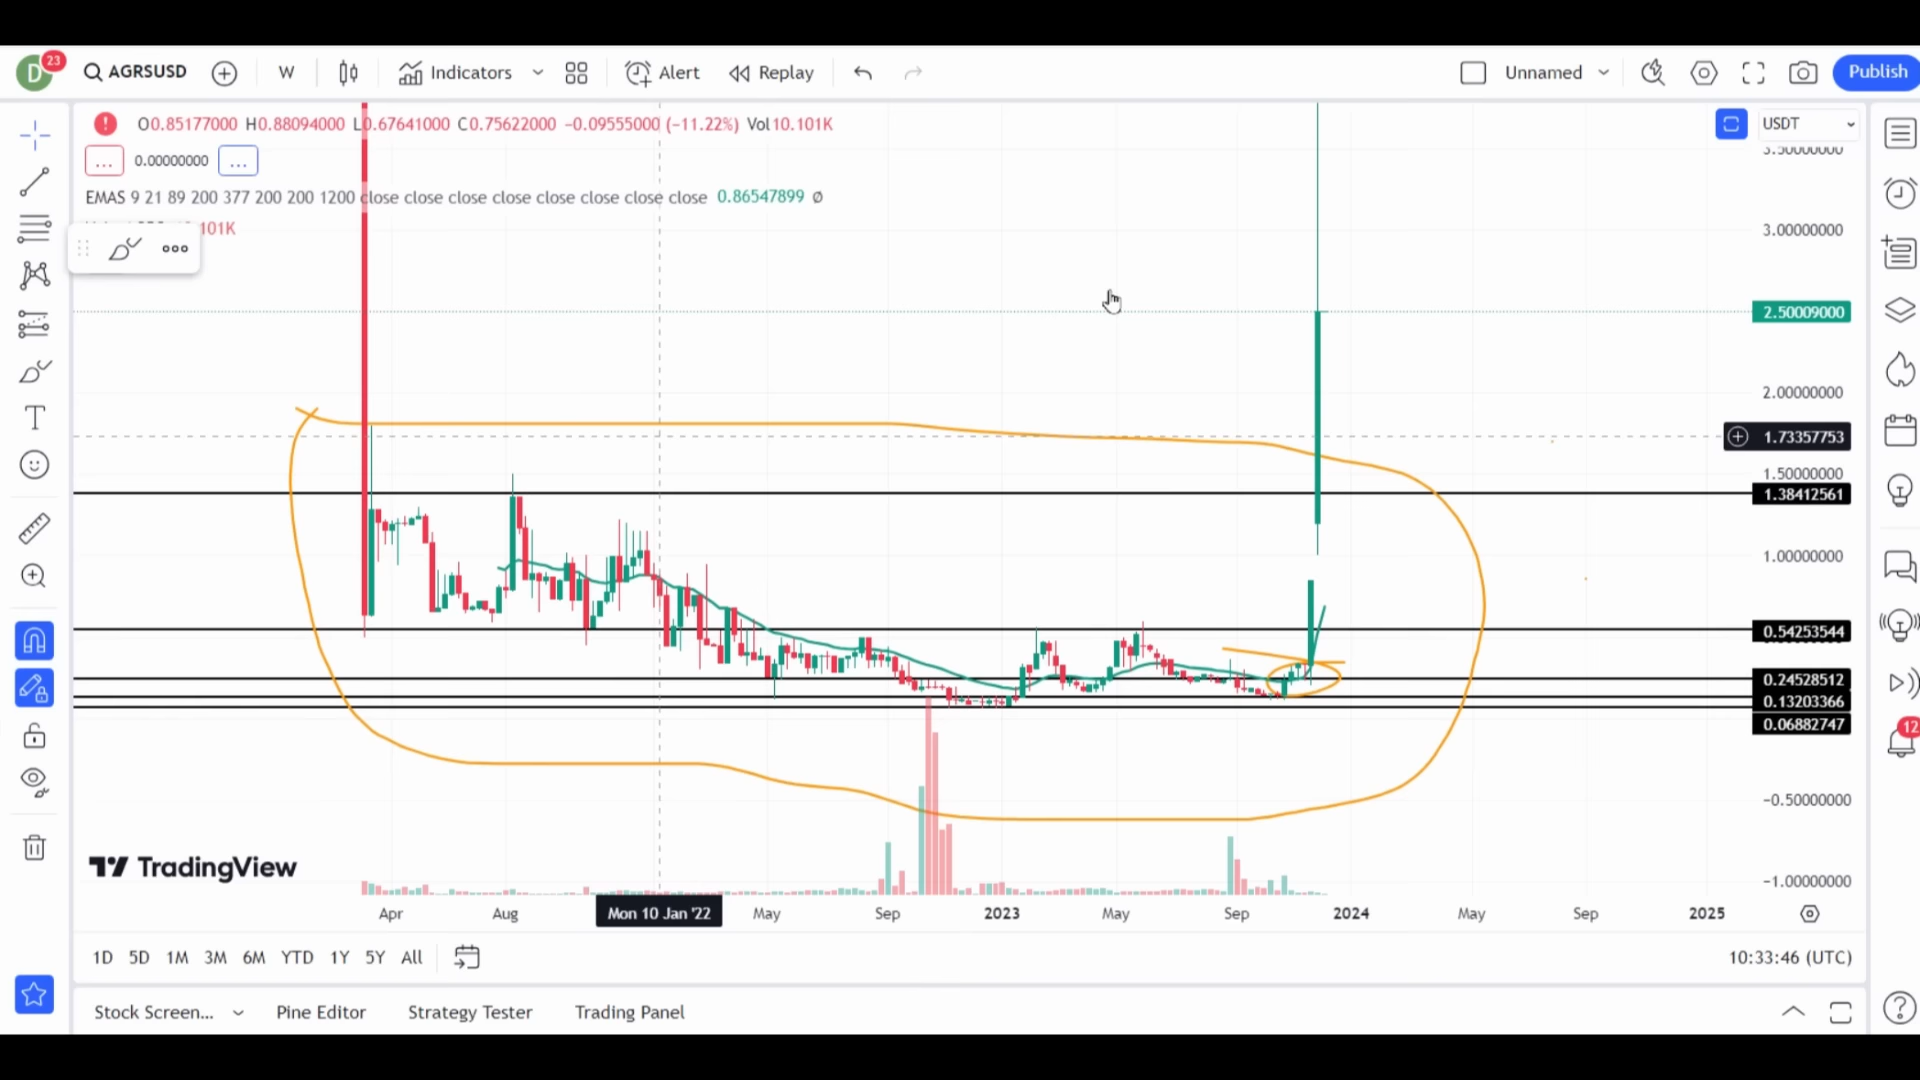 D 23 AGRSUSD W Indicators Alert Replay Unnamed Publish
O0.85177000 H0.88094000 L0.67641000 C0.75622000 −0.09555000 (−11.22%) Vol10.101K
USDT
... 0.00000000 ...
EMAS 9 21 89 200 377 200 200 1200 close close close close close close close close 0.86547899 Ø
101K
3.50000000
3.00000000
2.50009000
2.00000000
1.73357753
1.50000000
1.38412561
1.00000000
0.54253544
0.24528512
0.13203366
0.06882747
12
−0.50000000
−1.00000000
TradingView
Apr Aug Mon 10 Jan '22 May Sep 2023 May Sep 2024 May Sep 2025
1D 5D 1M 3M 6M YTD 1Y 5Y All 10:33:46 (UTC)
Stock Screen... Pine Editor Strategy Tester Trading Panel